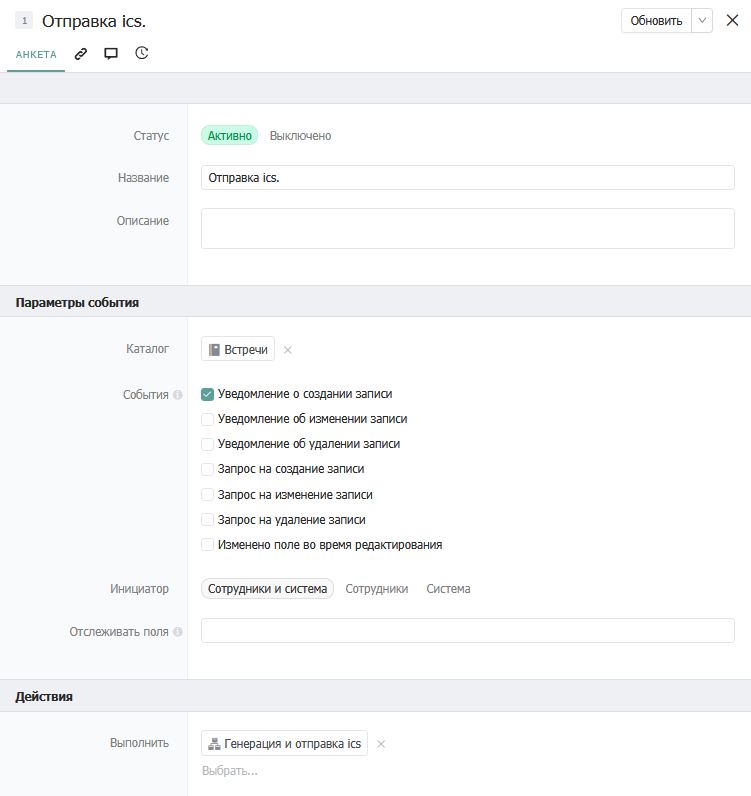 1 Отправка ics. Обновить
АНКЕТА
Статус Активно Выключено
Название Отправка ics.
Описание
Параметры события
Каталог Встречи
События Уведомление о создании записи
Уведомление об изменении записи
Уведомление об удалении записи
Запрос на создание записи
Запрос на изменение записи
Запрос на удаление записи
Изменено поле во время редактирования
Инициатор Сотрудники и система Сотрудники Система
Отслеживать поля
Действия
Выполнить Генерация и отправка ics
Выбрать...